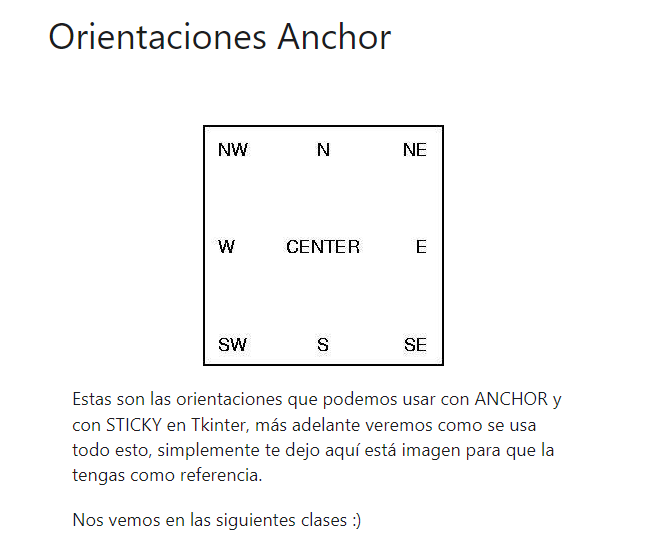 Orientaciones Anchor
NW N NE
W CENTER E
SW S SE
Estas son las orientaciones que podemos usar con ANCHOR y
con STICKY en Tkinter, más adelante veremos como se usa
todo esto, simplemente te dejo aquí está imagen para que la
tengas como referencia.
Nos vemos en las siguientes clases :)